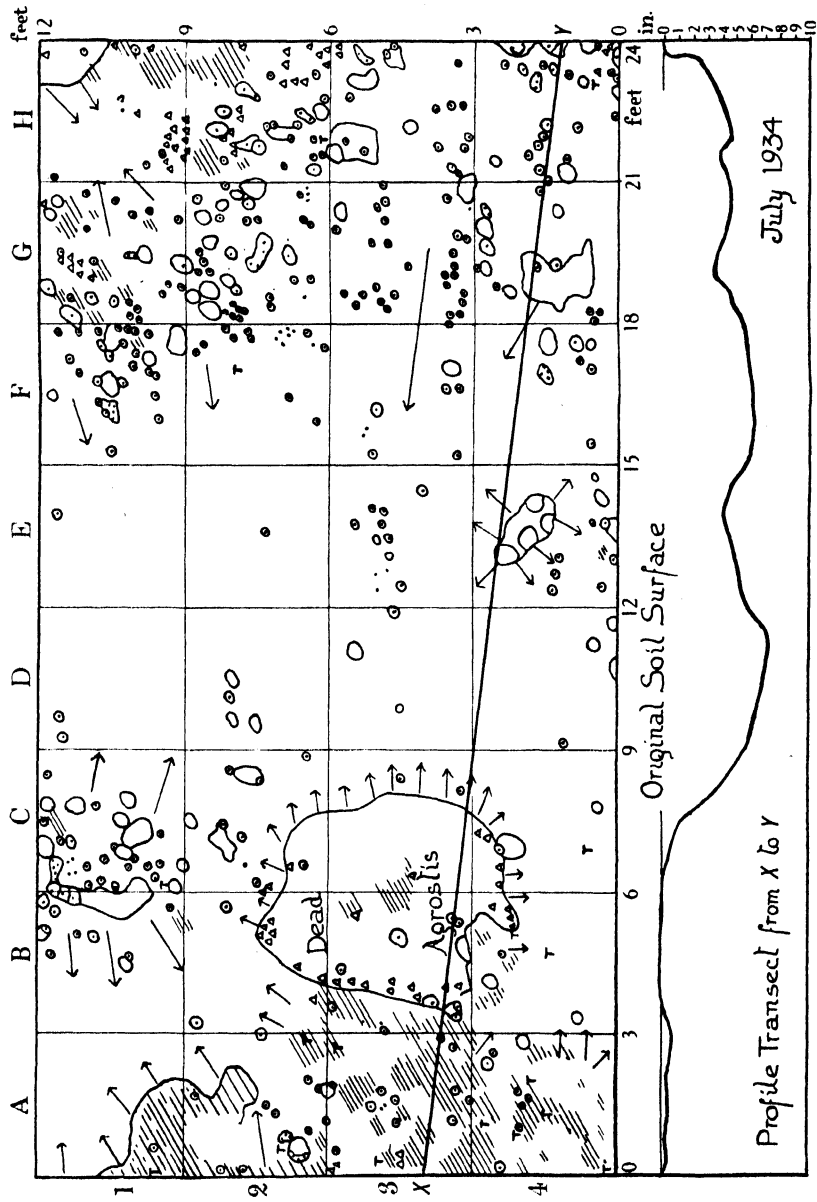 A B C D E F G H
feet
12
9
6
3
0
1
2
3
4
X
Y
Dead
Agrostis
0 3 6 9 12 15 18 21 24
feet
in.
Original Soil Surface
0
1
2
3
4
5
6
7
8
9
10
Profile Transect from X to Y
July 1934
T
T
T
T
T
T
T
T
T
T
T